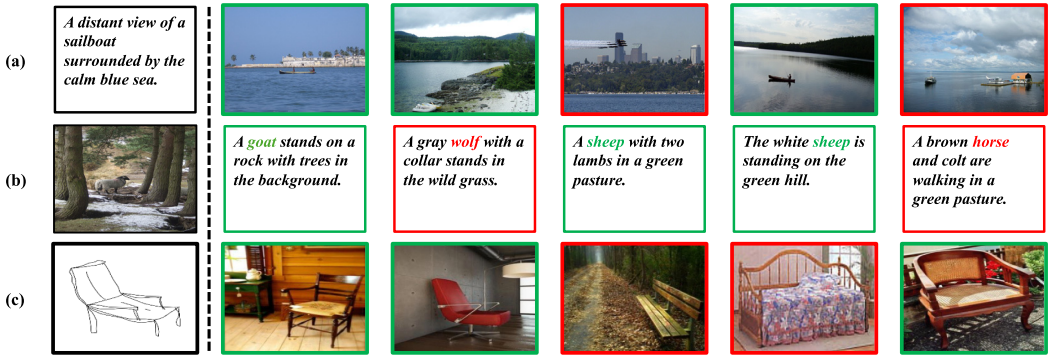 (a)
A distant view of a
sailboat
surrounded by the
calm blue sea.
(b)
A goat stands on a
rock with trees in
the background.
A gray wolf with a
collar stands in
the wild grass.
A sheep with two
lambs in a green
pasture.
The white sheep is
standing on the
green hill.
A brown horse
and colt are
walking in a
green pasture.
(c)